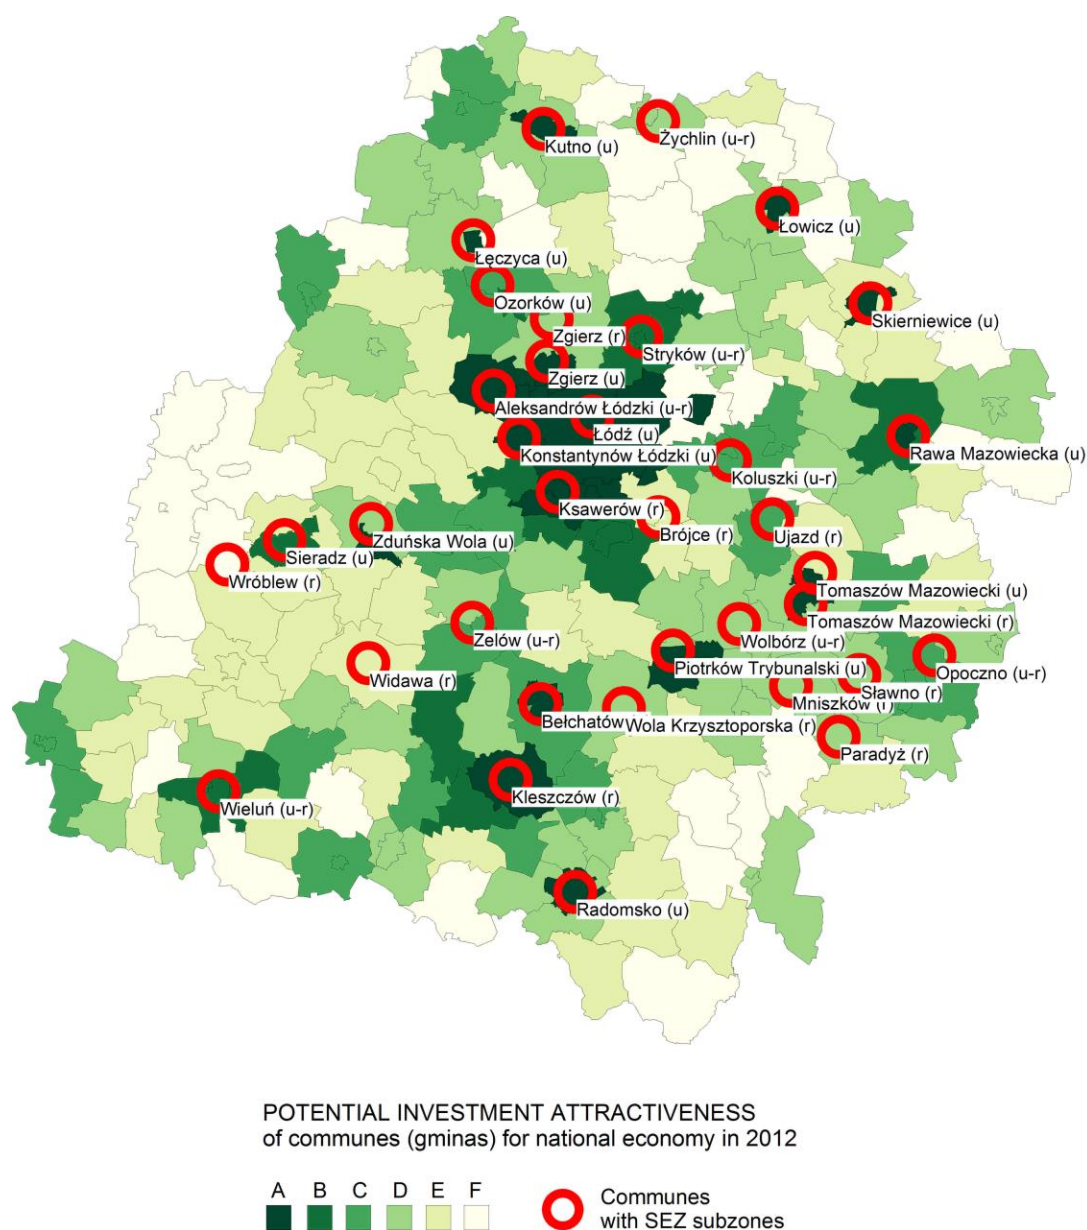 Kutno (u)
Żychlin (u-r)
Łowicz (u)
Łęczyca (u)
Ozorków (u)
Skierniewice (u)
Zgierz (r)
Stryków (u-r)
Zgierz (u)
Aleksandrów Łódzki (u-r)
Łódź (u)
Konstantynów Łódzki (u)
Rawa Mazowiecka (u)
Koluszki (u-r)
Ksawerów (r)
Brójce (r)
Ujazd (r)
Zduńska Wola (u)
Sieradz (u)
Wróblew (r)
Tomaszów Mazowiecki (u)
Tomaszów Mazowiecki (r)
Zelów (u-r)
Wolbórz (u-r)
Piotrków Trybunalski (u)
Opoczno (u-r)
Widawa (r)
Sławno (r)
Mniszków (r)
Bełchatów
Wola Krzysztoporska (r)
Paradyż (r)
Kleszczów (r)
Wieluń (u-r)
Radomsko (u)
POTENTIAL INVESTMENT ATTRACTIVENESS
of communes (gminas) for national economy in 2012
A B C D E F
Communes
with SEZ subzones